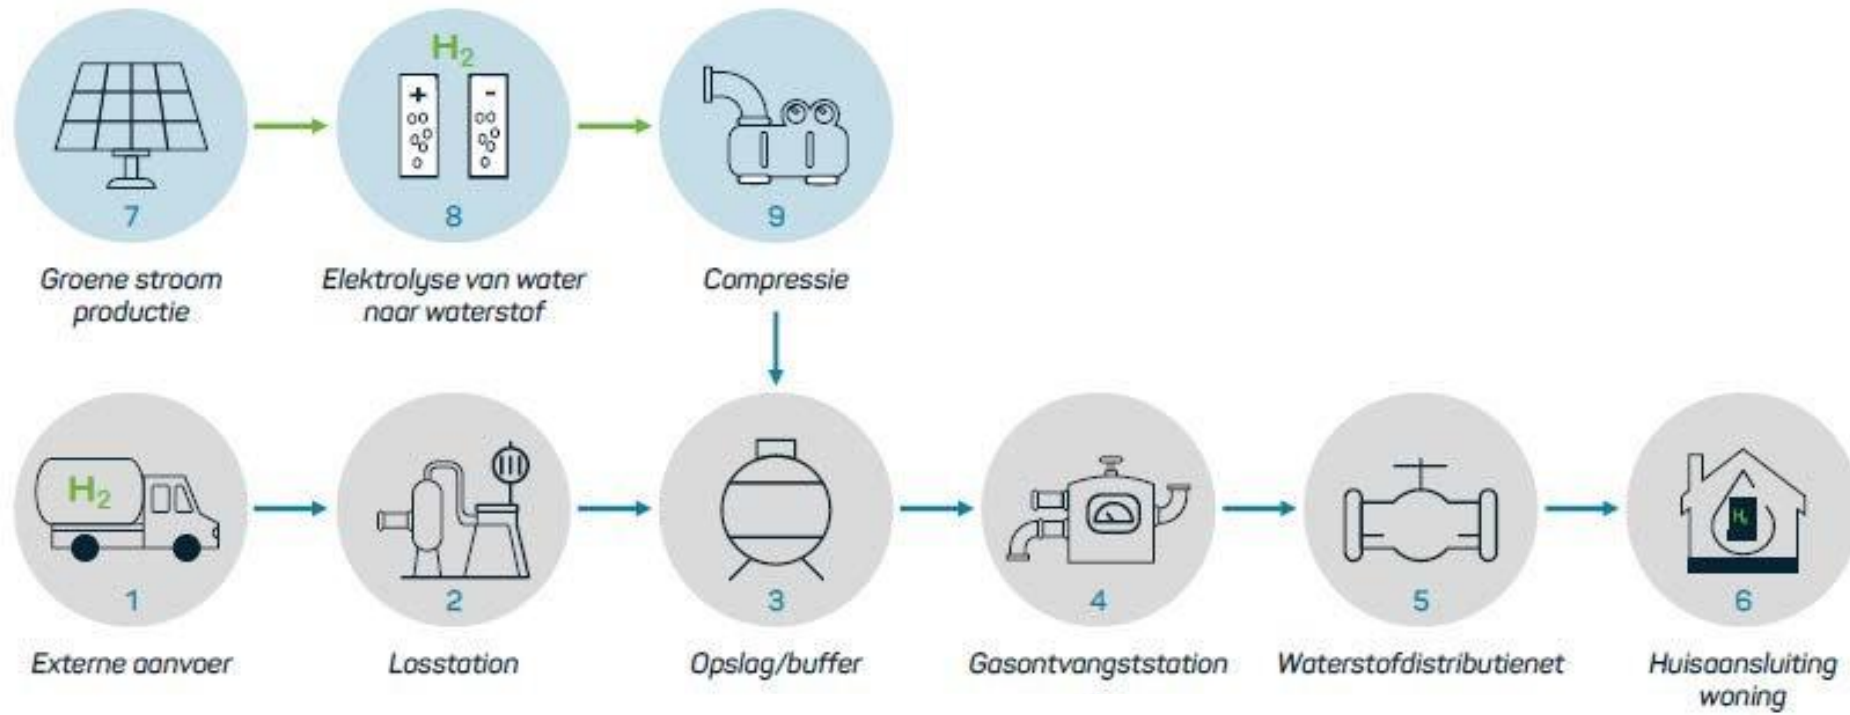 H₂
+ -
7
8
9
Groene stroom
productie
Elektrolyse van water
naar waterstof
Compressie
H₂
H₂
1
2
3
4
5
6
Externe aanvoer
Losstation
Opslag/buffer
Gasontvangststation
Waterstofdistributienet
Huisaansluiting
woning